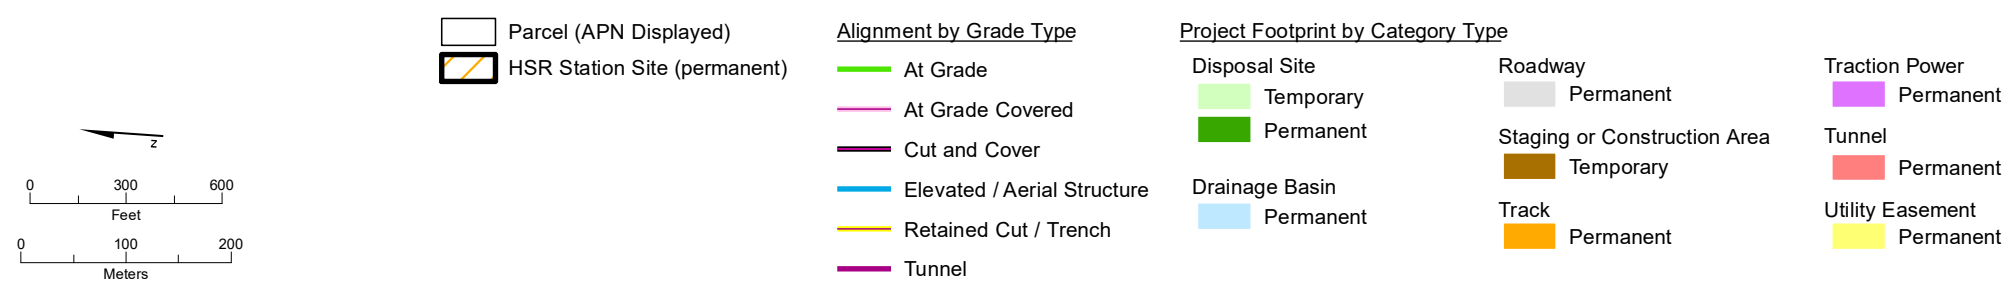 Parcel (APN Displayed)
HSR Station Site (permanent)
z
0 300 600
Feet
0 100 200
Meters
Alignment by Grade Type
At Grade
At Grade Covered
Cut and Cover
Elevated / Aerial Structure
Retained Cut / Trench
Tunnel
Project Footprint by Category Type
Disposal Site
Temporary
Permanent
Drainage Basin
Permanent
Roadway
Permanent
Staging or Construction Area
Temporary
Track
Permanent
Traction Power
Permanent
Tunnel
Permanent
Utility Easement
Permanent